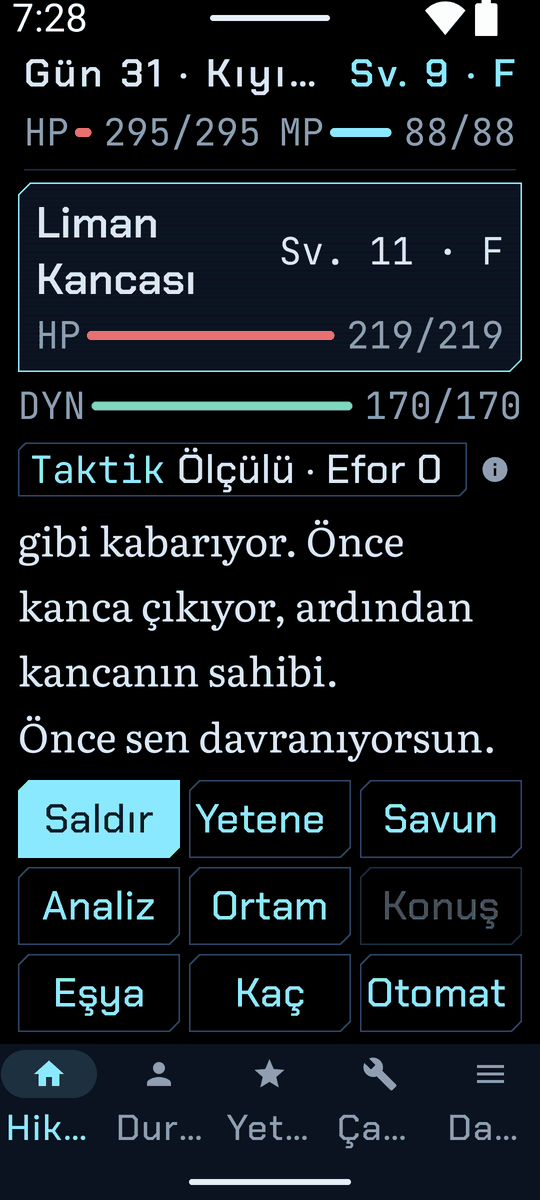 7:28
Gün 31 · Kıyı... Sv. 9 · F
HP 295/295 MP 88/88
Liman
Kancası
Sv. 11 · F
HP 219/219
DYN 170/170
Taktik Ölçülü · Efor 0
gibi kabarıyor. Önce
kanca çıkıyor, ardından
kancanın sahibi.
Önce sen davranıyorsun.
Saldır Yetene Savun
Analiz Ortam Konuş
Eşya Kaç Otomat
Hik... Dur... Yet... Ça... Da...